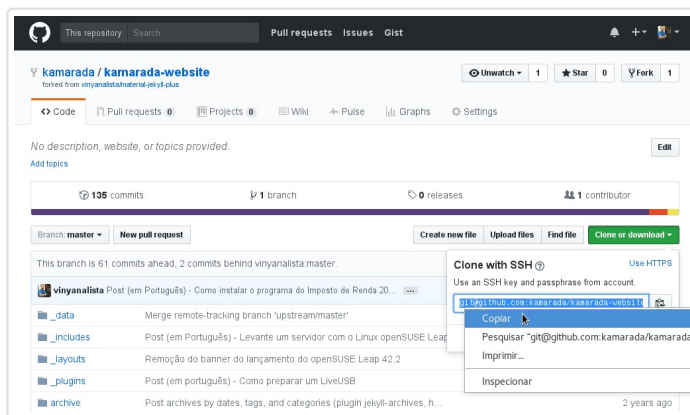 This repository Search Pull requests Issues Gist
kamarada / kamarada-website
forked from vinyanalista/material-jekyll-plus
Unwatch 1 Star 0 Fork 1
Code Pull requests 0 Projects 0 Wiki Pulse Graphs Settings
No description, website, or topics provided. Edit
Add topics
135 commits 1 branch 0 releases 1 contributor
Branch: master New pull request Create new file Upload files Find file Clone or download
This branch is 61 commits ahead, 2 commits behind vinyanalista:master.
Clone with SSH Use HTTPS
Use an SSH key and passphrase from account.
git@github.com:kamarada/kamarada-website
vinyanalista Post (em Português) - Como instalar o programa do Imposto de Renda 20... ...
_data Merge remote-tracking branch 'upstream/master'
_includes Post (em Português) - Levante um servidor com o Linux openSUSE Leap
_layouts Remoção do banner do lançamento do openSUSE Leap 42.2
_plugins Post (em português) - Como preparar um LiveUSB
archive Post archives by dates, tags, and categories (plugin jekyll-archives, h... 2 years ago
Copiar
Pesquisar "git@github.com:kamarada/kamarada
Imprimir...
Inspecionar